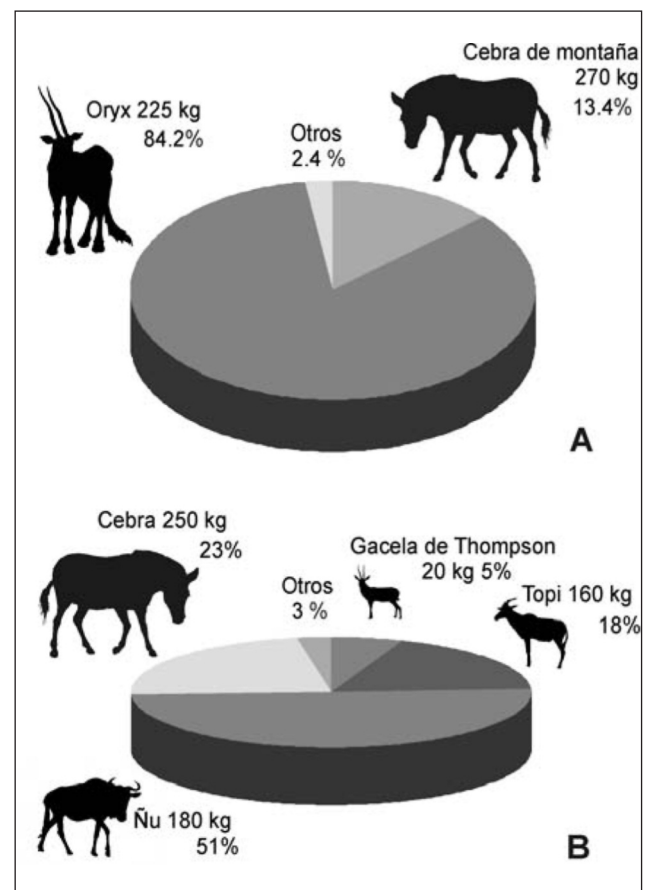 Cebra de montaña
270 kg
13.4%
Oryx 225 kg
84.2%
Otros
2.4 %
A
Cebra 250 kg
23%
Gacela de Thompson
20 kg 5%
Otros
3 %
Topi 160 kg
18%
Ñu 180 kg
51%
B